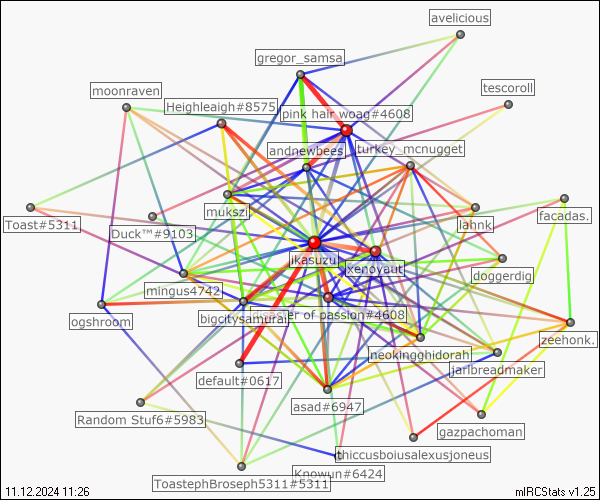 avelicious
gregor_samsa
moonraven
tescoroll
Heighleaigh#8575
pink hair woag#4608
andnewbees
turkey_mcnugget
mukszi
lahnk
facadas.
Toast#5311
Duck™#9103
ikasuzu
xenoyaut
doggerdig
mingus4742
ogshroom
bigcitysamurai
disaster of passion#4608
zeehonk.
neokingghidorah
jarlbreadmaker
default#0617
asad#6947
Random Stuf6#5983
gazpachoman
thiccusboiusalexusjoneus
Knowun#6424
ToastephBroseph5311#5311
11.12.2024 11:26
mIRCStats v1.25